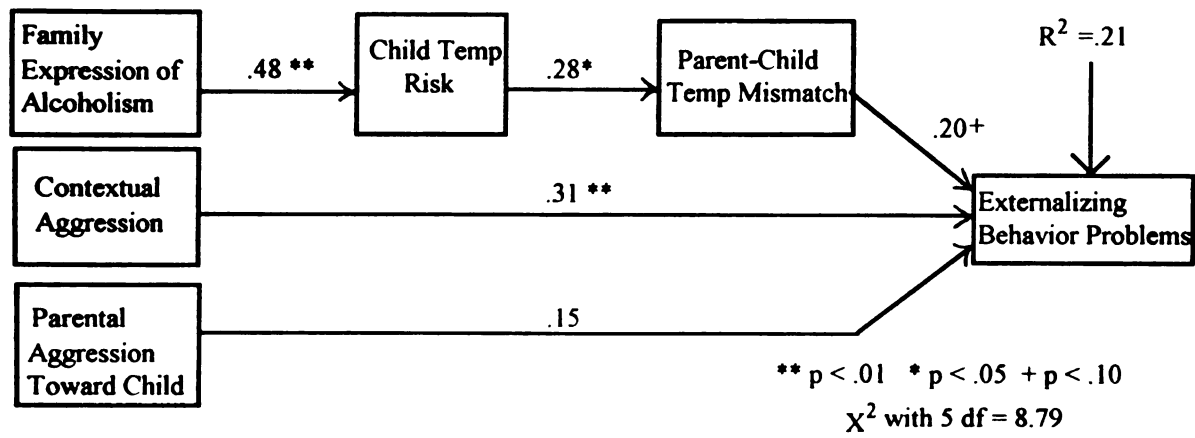 Family
Expression of
Alcoholism
.48 **
Child Temp
Risk
.28*
Parent-Child
Temp Mismatch
R² =.21
.20+
Contextual
Aggression
.31 **
Externalizing
Behavior Problems
Parental
Aggression
Toward Child
.15
** p < .01 * p < .05 + p < .10
X² with 5 df = 8.79